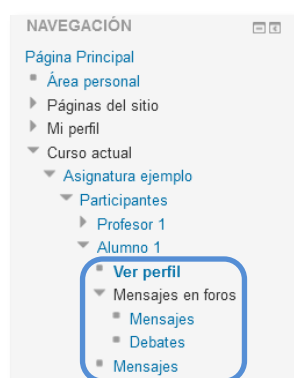 NAVEGACIÓN
Página Principal
Área personal
Páginas del sitio
Mi perfil
Curso actual
Asignatura ejemplo
Participantes
Profesor 1
Alumno 1
Ver perfil
Mensajes en foros
Mensajes
Debates
Mensajes